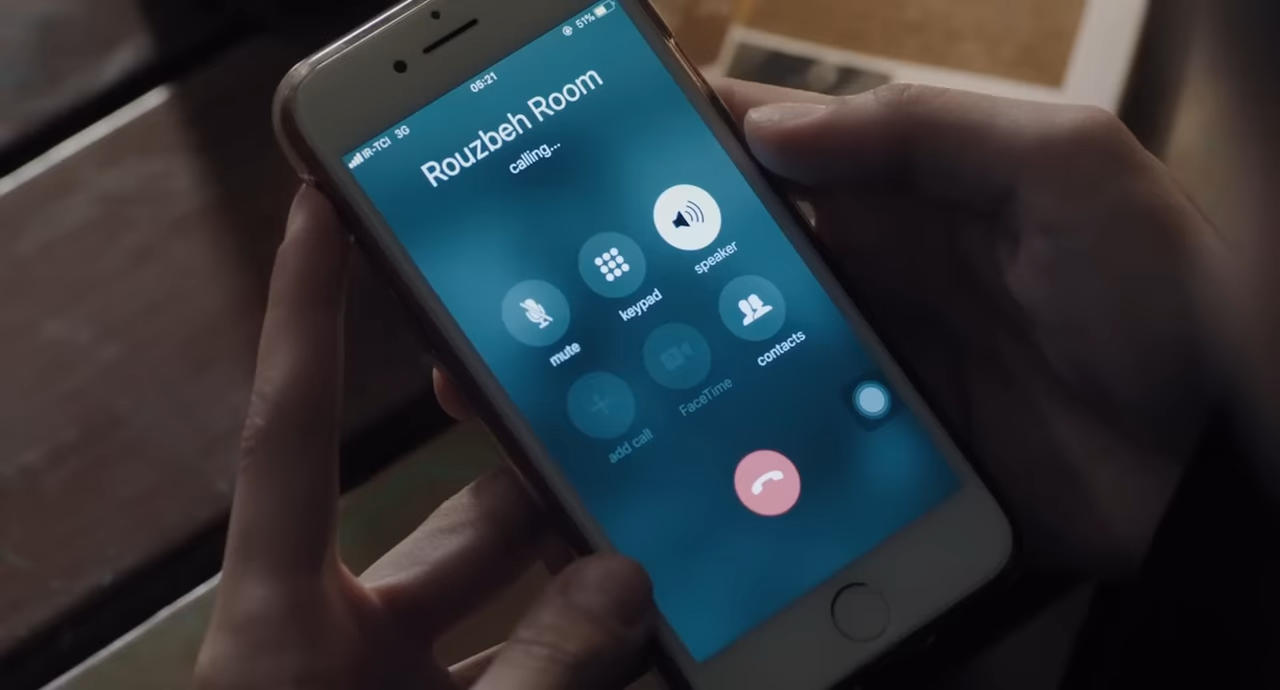 IR-TCI 3G 05:21 51%
Rouzbeh Room
calling...
mute
keypad
speaker
add call
FaceTime
contacts